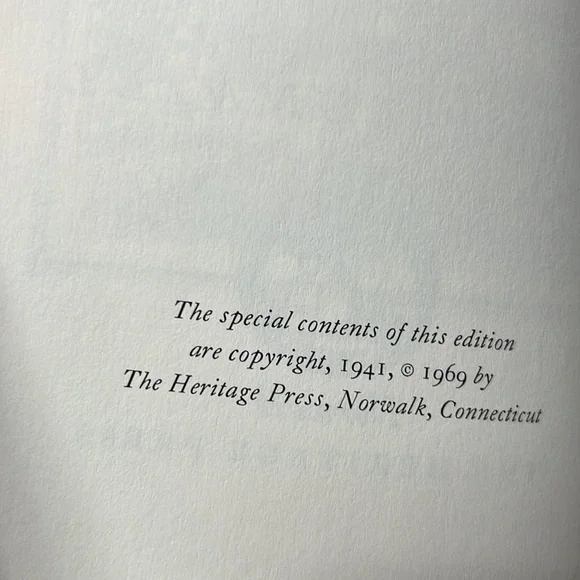 The special contents of this edition
are copyright, 1941, © 1969 by
The Heritage Press, Norwalk, Connecticut